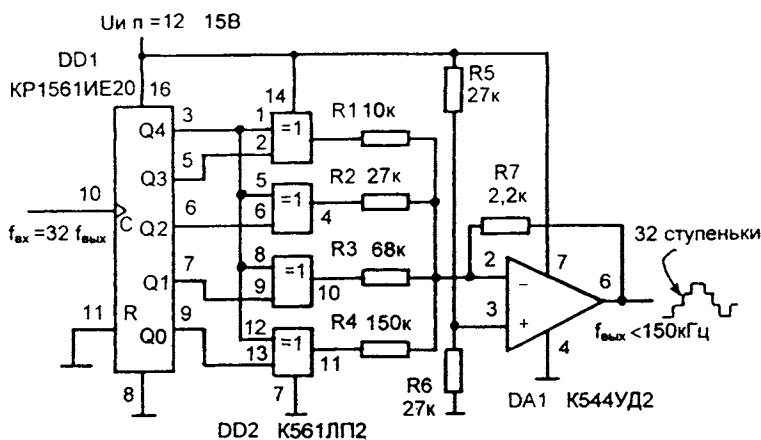 Uи п =12 15В
DD1
КР1561ИЕ20
16
Q4
3
Q3
5
10
C
Q2
6
fвх =32 fвых
Q1
7
11
R
Q0
9
8
14
1
2
=1
R1 10к
5
6
=1
4
R2 27к
8
9
=1
10
R3 68к
12
13
=1
11
R4 150к
7
DD2 К561ЛП2
R5
27к
R6
27к
R7
2,2к
2
3
−
+
7
6
4
DA1 К544УД2
32 ступеньки
fвых <150кГц